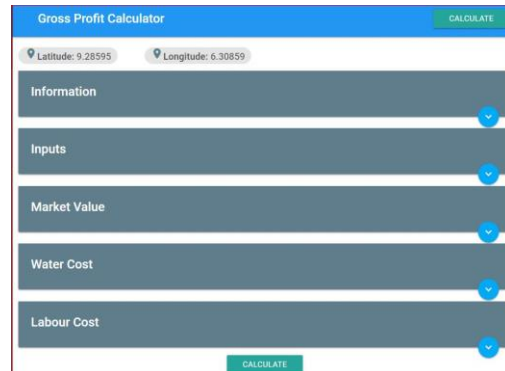 Gross Profit Calculator CALCULATE
Latitude: 9.28595 Longitude: 6.30859
Information
Inputs
Market Value
Water Cost
Labour Cost
CALCULATE